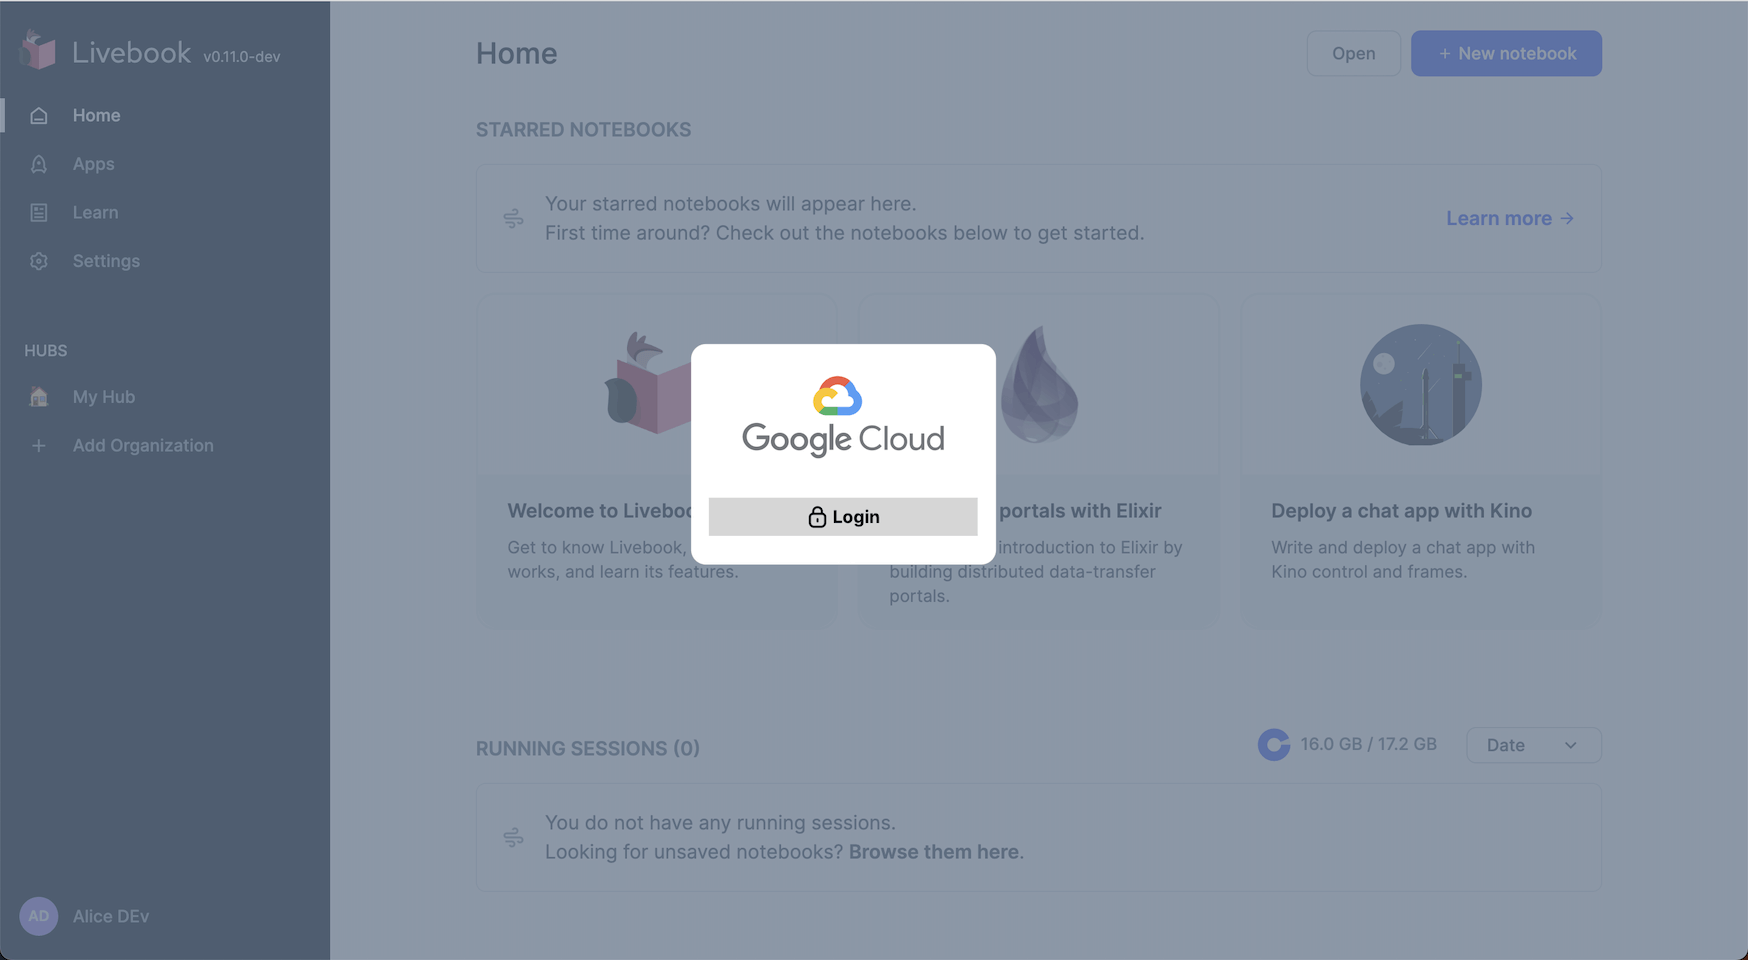 Livebook v0.11.0-dev
Home
Apps
Learn
Settings
HUBS
My Hub
+ Add Organization
AD Alice DEv
Home
Open
+ New notebook
STARRED NOTEBOOKS
Your starred notebooks will appear here.
First time around? Check out the notebooks below to get started.
Learn more →
Welcome to
Get to know Livebook,
works, and learn its features.
portals with Elixir
introduction to Elixir by
building distributed data-transfer
portals.
Deploy a chat app with Kino
Write and deploy a chat app with
Kino control and frames.
Google Cloud
Login
RUNNING SESSIONS (0)
16.0 GB / 17.2 GB
Date
You do not have any running sessions.
Looking for unsaved notebooks? Browse them here.